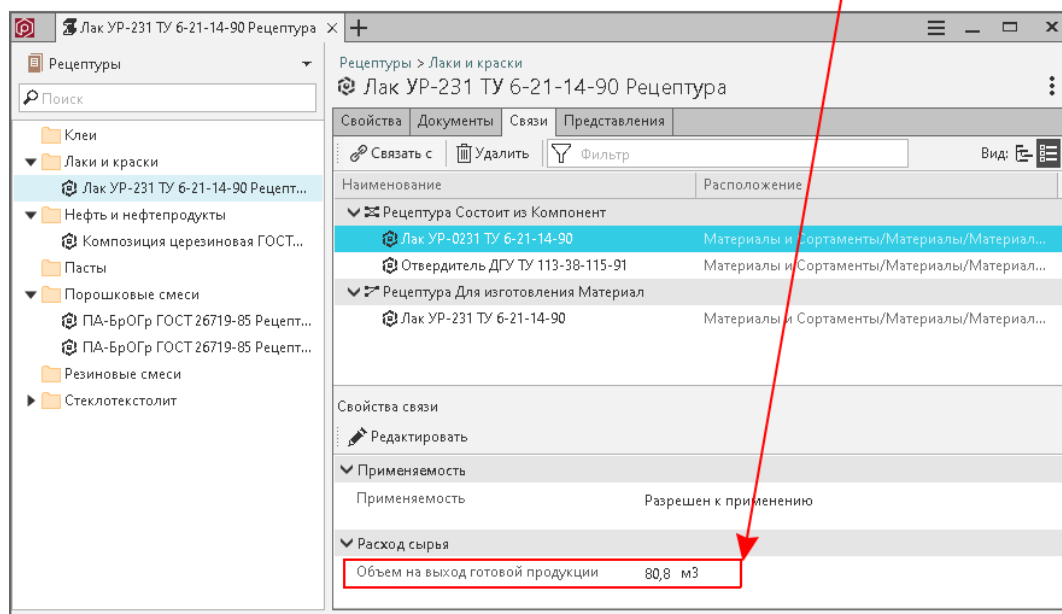 Лак УР-231 ТУ 6-21-14-90 Рецептура
Рецептуры
Поиск
Клеи
Лаки и краски
Лак УР-231 ТУ 6-21-14-90 Рецепт...
Нефть и нефтепродукты
Композиция церезиновая ГОСТ...
Пасты
Порошковые смеси
ПА-БрОГр ГОСТ 26719-85 Рецепт...
ПА-БрОГр ГОСТ 26719-85 Рецепт...
Резиновые смеси
Стеклотекстолит
Рецептуры > Лаки и краски
Лак УР-231 ТУ 6-21-14-90 Рецептура
Свойства Документы Связи Представления
Связать с Удалить Фильтр Вид:
Наименование Расположение
Рецептура Состоит из Компонент
Лак УР-0231 ТУ 6-21-14-90 Материалы и Сортаменты/Материалы/Материал...
Отвердитель ДГУ ТУ 113-38-115-91 Материалы и Сортаменты/Материалы/Материал...
Рецептура Для изготовления Материал
Лак УР-231 ТУ 6-21-14-90 Материалы и Сортаменты/Материалы/Материал...
Свойства связи
Редактировать
Применяемость
Применяемость Разрешен к применению
Расход сырья
Объем на выход готовой продукции 80,8 м3